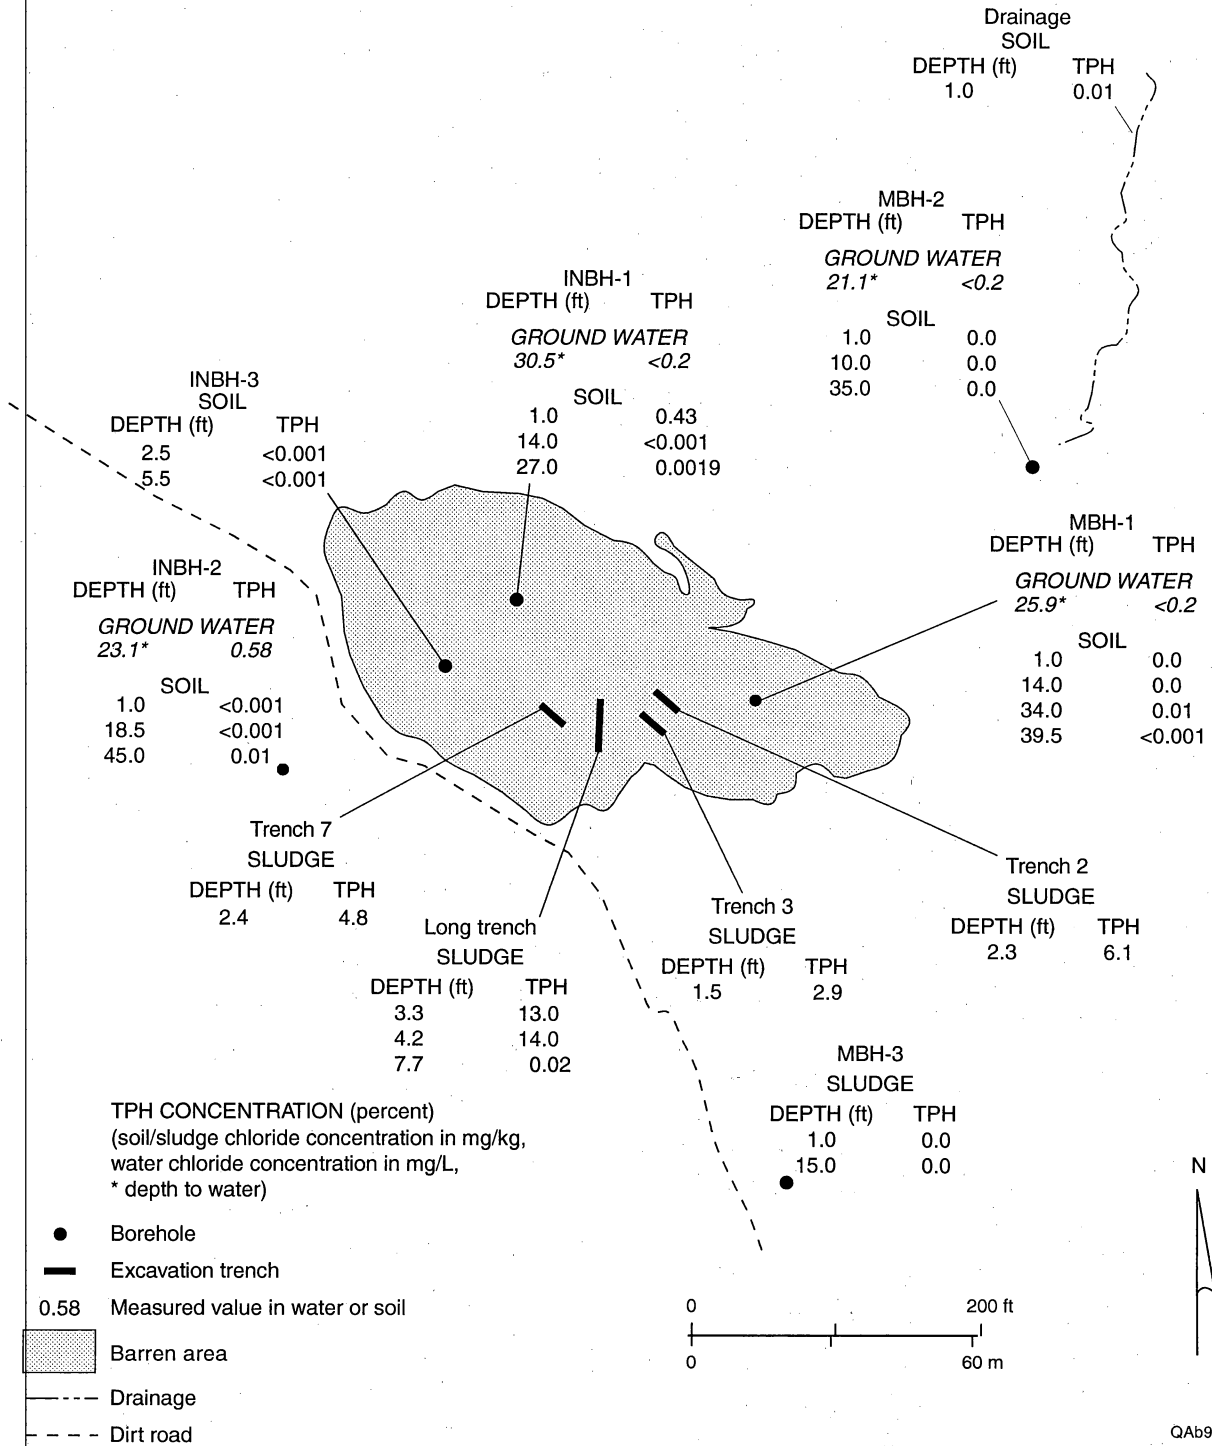 Drainage
SOIL
DEPTH (ft) TPH
1.0 0.01
MBH-2
DEPTH (ft) TPH
GROUND WATER
21.1* <0.2
SOIL
1.0 0.0
10.0 0.0
35.0 0.0
INBH-1
DEPTH (ft) TPH
GROUND WATER
30.5* <0.2
SOIL
1.0 0.43
14.0 <0.001
27.0 0.0019
INBH-3
SOIL
DEPTH (ft) TPH
2.5 <0.001
5.5 <0.001
MBH-1
DEPTH (ft) TPH
GROUND WATER
25.9* <0.2
SOIL
1.0 0.0
14.0 0.0
34.0 0.01
39.5 <0.001
INBH-2
DEPTH (ft) TPH
GROUND WATER
23.1* 0.58
SOIL
1.0 <0.001
18.5 <0.001
45.0 0.01
Trench 7
SLUDGE
DEPTH (ft) TPH
2.4 4.8
Long trench
SLUDGE
DEPTH (ft) TPH
3.3 13.0
4.2 14.0
7.7 0.02
Trench 3
SLUDGE
DEPTH (ft) TPH
1.5 2.9
Trench 2
SLUDGE
DEPTH (ft) TPH
2.3 6.1
MBH-3
SLUDGE
DEPTH (ft) TPH
1.0 0.0
15.0 0.0
TPH CONCENTRATION (percent)
(soil/sludge chloride concentration in mg/kg,
water chloride concentration in mg/L,
* depth to water)
Borehole
Excavation trench
0.58 Measured value in water or soil
Barren area
Drainage
Dirt road
0 200 ft
0 60 m
N
QAb9